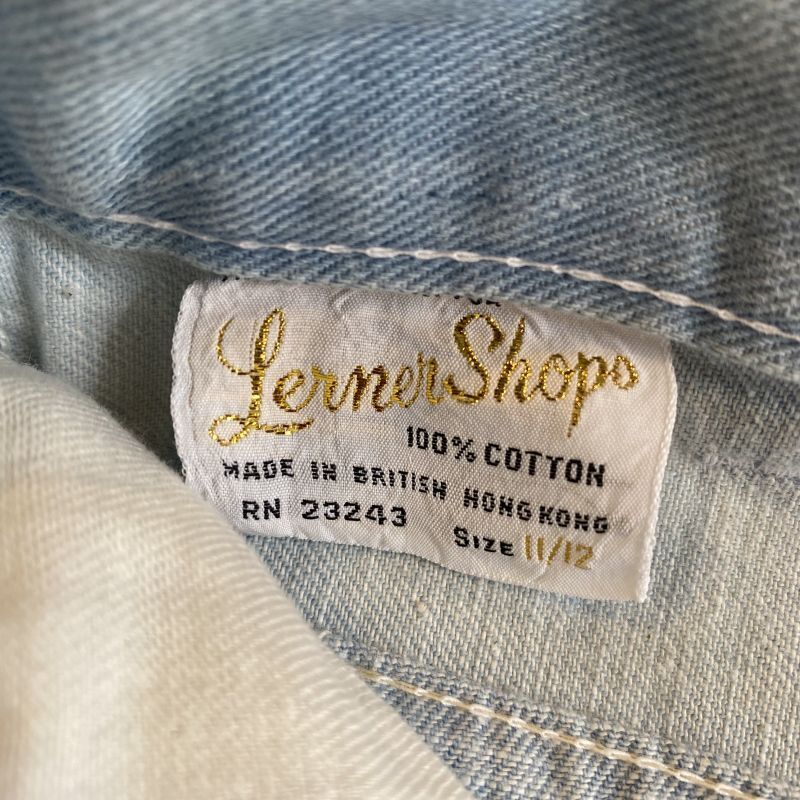 Lerner Shops
100% COTTON
MADE IN BRITISH HONG KONG
RN 23243
SIZE 11/12